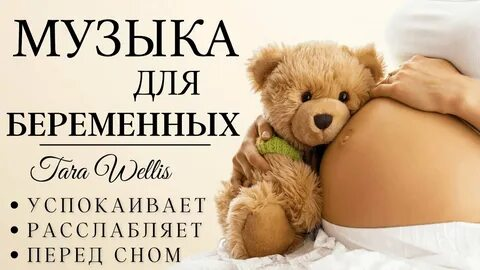 МУЗЫКА
ДЛЯ
БЕРЕМЕННЫХ
Tara Wellis
• УСПОКАИВАЕТ
• РАССЛАБЛЯЕТ
• ПЕРЕД СНОМ